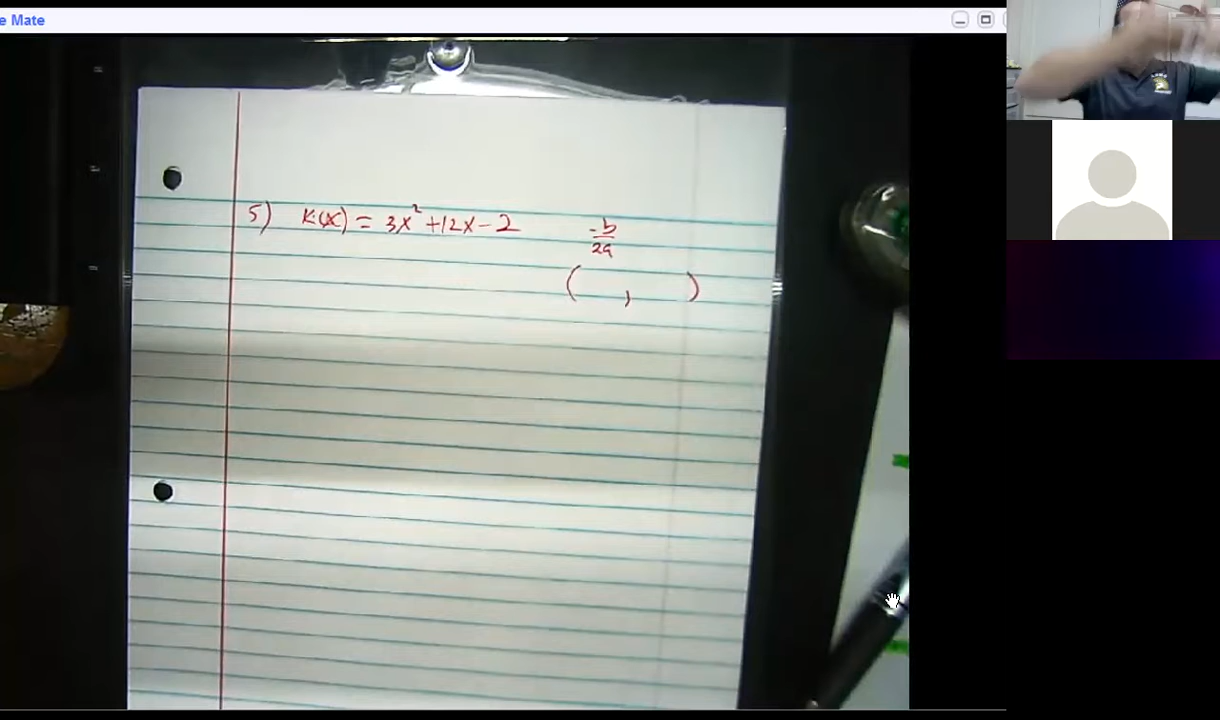 e Mate
5) K(x) = 3x² + 12x - 2
-b/2a
( , )